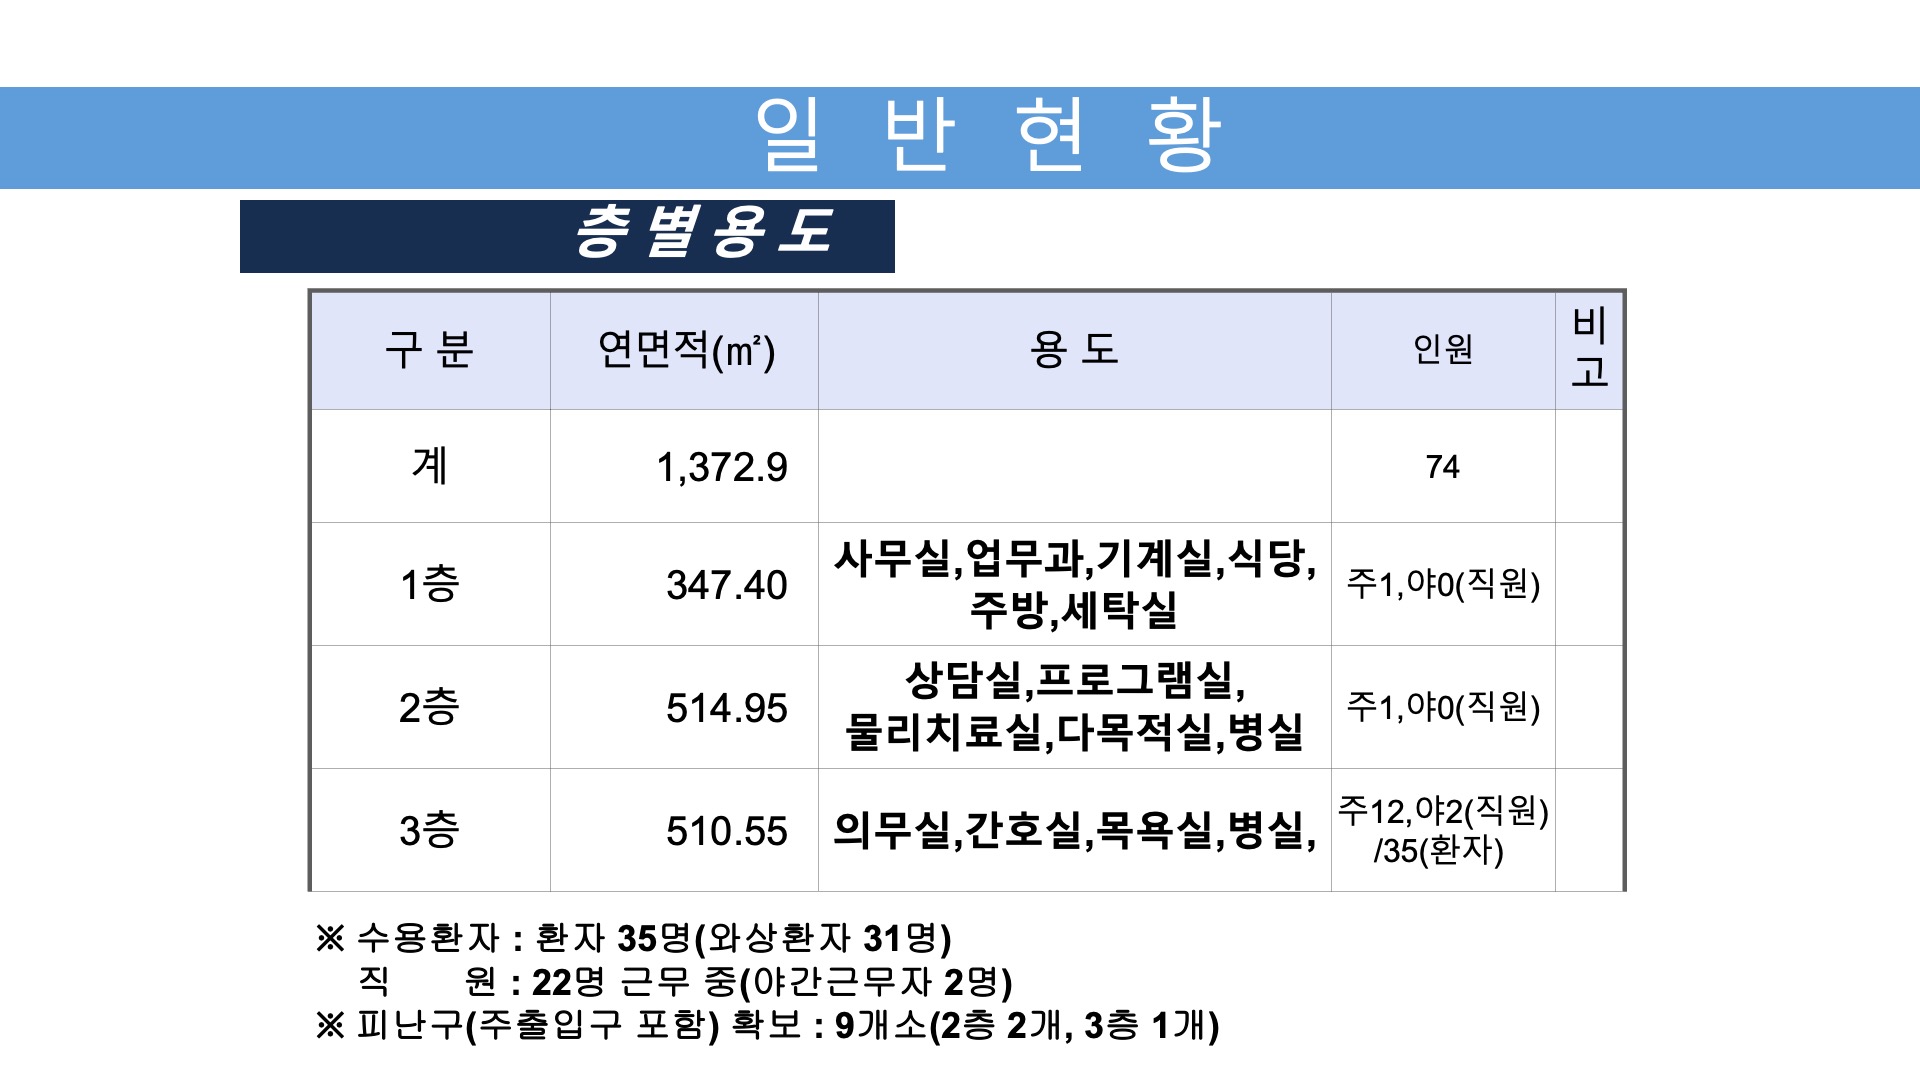 일 반 현 황
층 별 용 도
구 분 연면적(㎡) 용 도 인원 비고
계 1,372.9 74
1층 347.40 사무실,업무과,기계실,식당,
주방,세탁실 주1,야0(직원)
2층 514.95 상담실,프로그램실,
물리치료실,다목적실,병실 주1,야0(직원)
3층 510.55 의무실,간호실,목욕실,병실, 주12,야2(직원)
/35(환자)
※ 수용환자 : 환자 35명(와상환자 31명)
직 원 : 22명 근무 중(야간근무자 2명)
※ 피난구(주출입구 포함) 확보 : 9개소(2층 2개, 3층 1개)